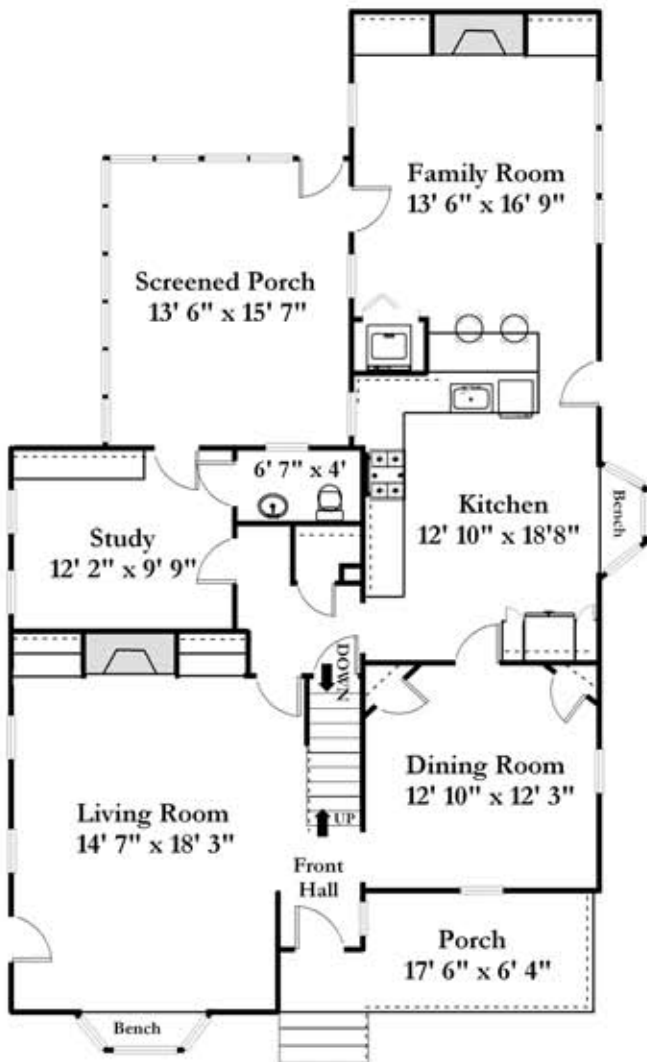 Family Room
13' 6" x 16' 9"
Screened Porch
13' 6" x 15' 7"
6' 7" x 4'
Kitchen
12' 10" x 18'8"
Bench
Study
12' 2" x 9' 9"
DOWN
Dining Room
12' 10" x 12' 3"
Living Room
14' 7" x 18' 3"
UP
Front
Hall
Porch
17' 6" x 6' 4"
Bench